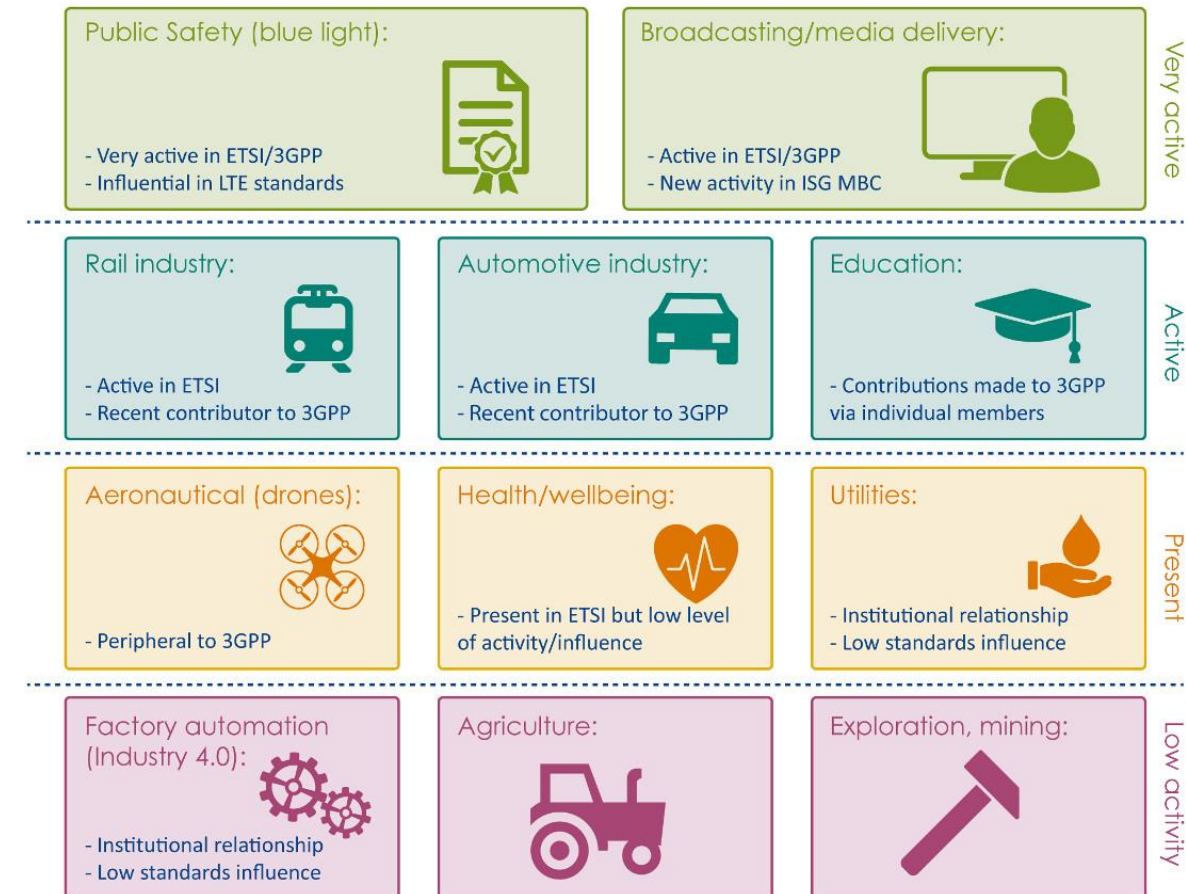 Public Safety (blue light):
- Very active in ETSI/3GPP
- Influential in LTE standards
Broadcasting/media delivery:
- Active in ETSI/3GPP
- New activity in ISG MBC
Very active
Rail industry:
- Active in ETSI
- Recent contributor to 3GPP
Automotive industry:
- Active in ETSI
- Recent contributor to 3GPP
Education:
- Contributions made to 3GPP
via individual members
Active
Aeronautical (drones):
- Peripheral to 3GPP
Health/wellbeing:
- Present in ETSI but low level
of activity/influence
Utilities:
- Institutional relationship
- Low standards influence
Present
Factory automation
(Industry 4.0):
- Institutional relationship
- Low standards influence
Agriculture:
Exploration, mining:
Low activity